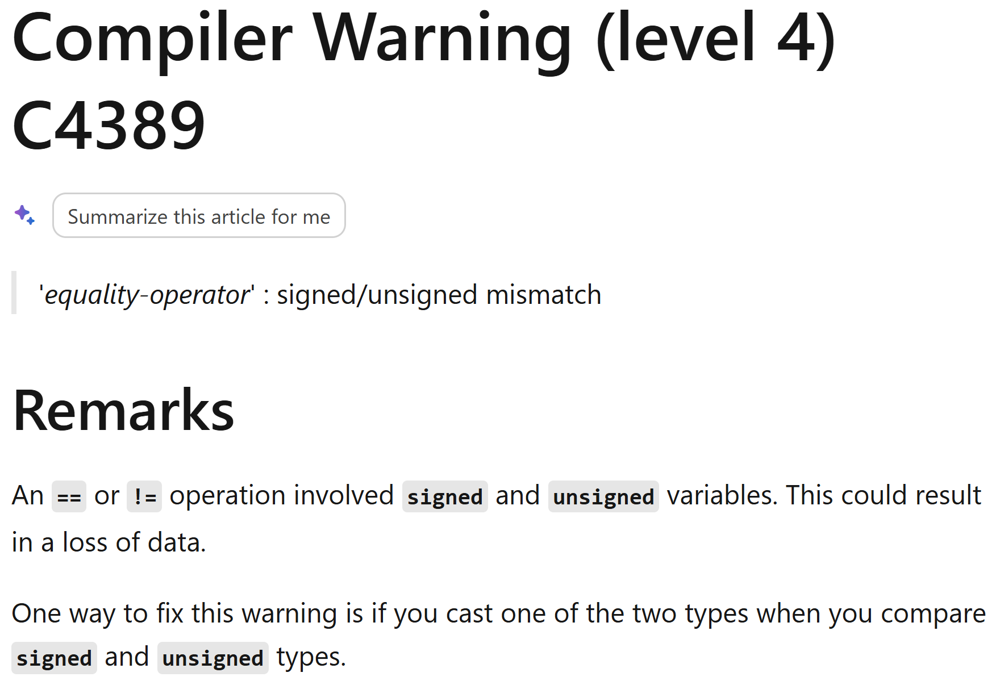 Compiler Warning (level 4)
C4389
Summarize this article for me
'equality-operator' : signed/unsigned mismatch
Remarks
An == or != operation involved signed and unsigned variables. This could result
in a loss of data.
One way to fix this warning is if you cast one of the two types when you compare
signed and unsigned types.